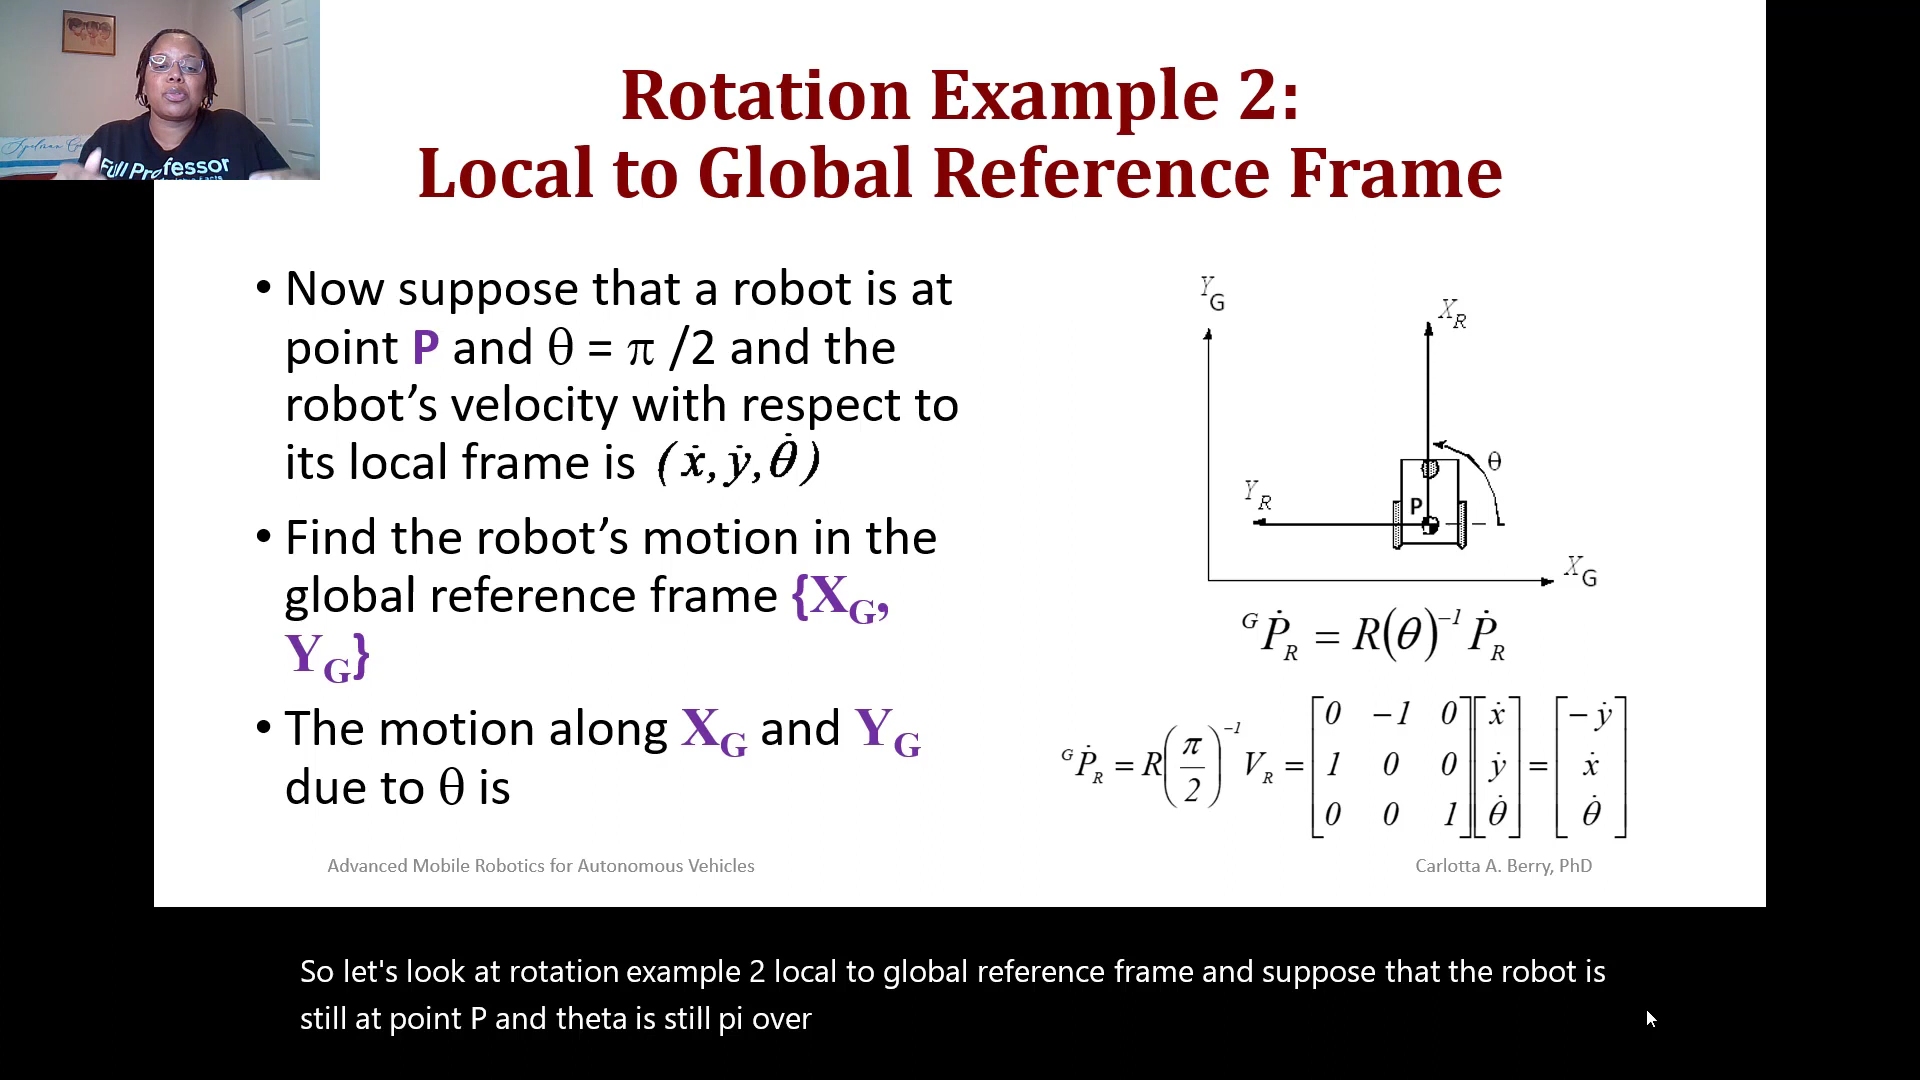 Spelman
Full Professor
Rotation Example 2:
Local to Global Reference Frame
• Now suppose that a robot is at
point P and θ = π /2 and the
robot’s velocity with respect to
its local frame is (ẋ, ẏ, θ̇)
• Find the robot’s motion in the
global reference frame {X_G,
Y_G}
• The motion along X_G and Y_G
due to θ is
Y_G
X_R
θ
Y_R
P
X_G
^G Ṗ_R = R(θ)^-1 Ṗ_R
^G Ṗ_R = R(π/2)^-1 V_R = [0 -1 0; 1 0 0; 0 0 1] [ẋ; ẏ; θ̇] = [-ẏ; ẋ; θ̇]
Advanced Mobile Robotics for Autonomous Vehicles
Carlotta A. Berry, PhD
So let's look at rotation example 2 local to global reference frame and suppose that the robot is
still at point P and theta is still pi over